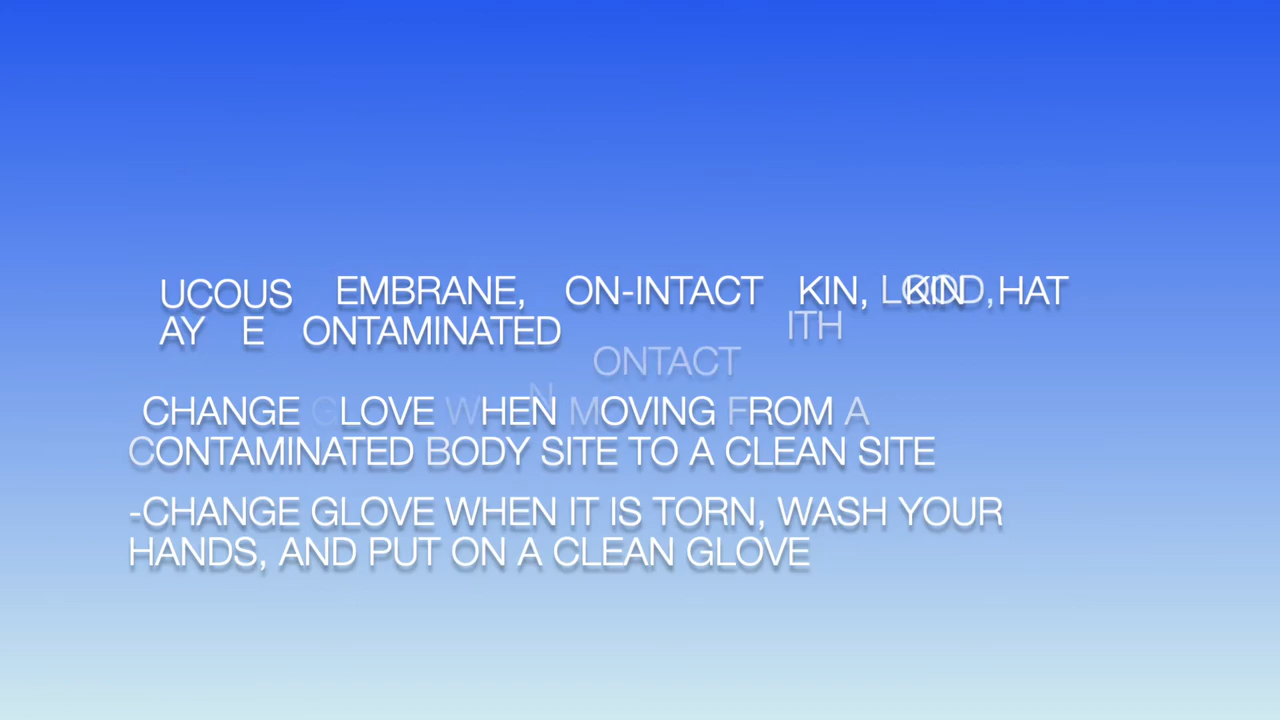 UCOUS EMBRANE, ON-INTACT KIN, KIN HAT
ITH
AY E ONTAMINATED
ONTACT
N
CHANGE GLOVE WHEN MOVING FROM A
CONTAMINATED BODY SITE TO A CLEAN SITE
-CHANGE GLOVE WHEN IT IS TORN, WASH YOUR
HANDS, AND PUT ON A CLEAN GLOVE